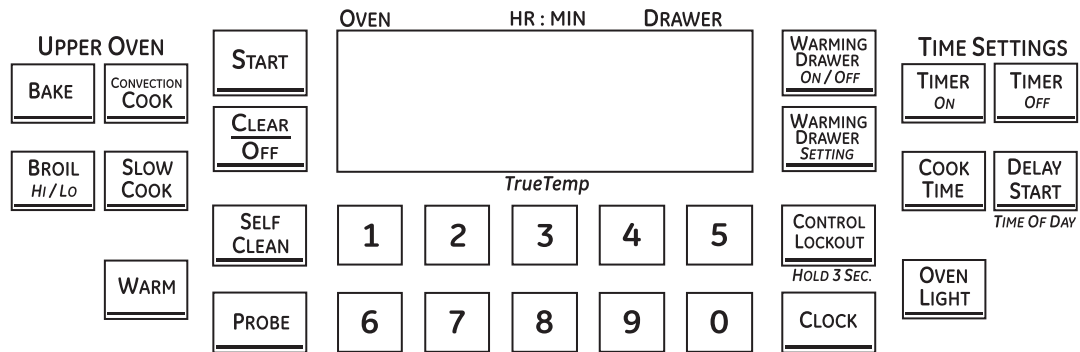 OVEN HR : MIN DRAWER
UPPER OVEN
BAKE
CONVECTION
COOK
BROIL
HI / LO
SLOW
COOK
WARM
START
CLEAR
OFF
SELF
CLEAN
PROBE
TrueTemp
1 2 3 4 5
6 7 8 9 0
WARMING
DRAWER
ON / OFF
WARMING
DRAWER
SETTING
CONTROL
LOCKOUT
HOLD 3 SEC.
CLOCK
TIME SETTINGS
TIMER
ON
TIMER
OFF
COOK
TIME
DELAY
START
TIME OF DAY
OVEN
LIGHT